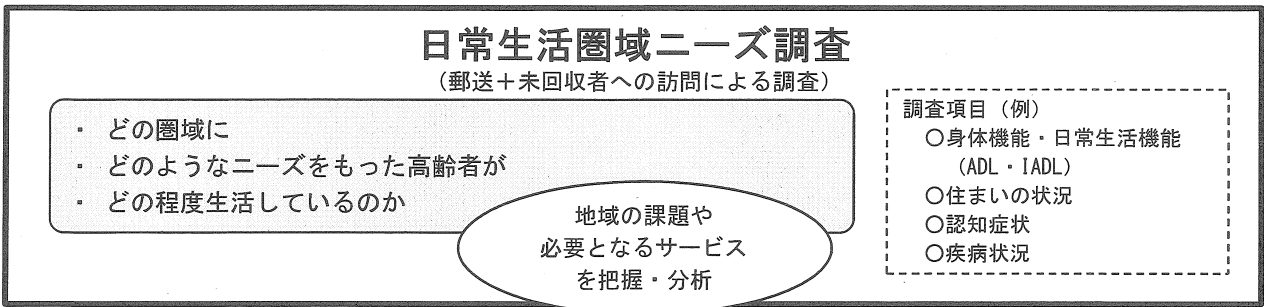 日常生活圏域ニーズ調査
（郵送＋未回収者への訪問による調査）
・ どの圏域に
・ どのようなニーズをもった高齢者が
・ どの程度生活しているのか
地域の課題や
必要となるサービス
を把握・分析
調査項目（例）
○身体機能・日常生活機能
（ADL・IADL）
○住まいの状況
○認知症状
○疾病状況